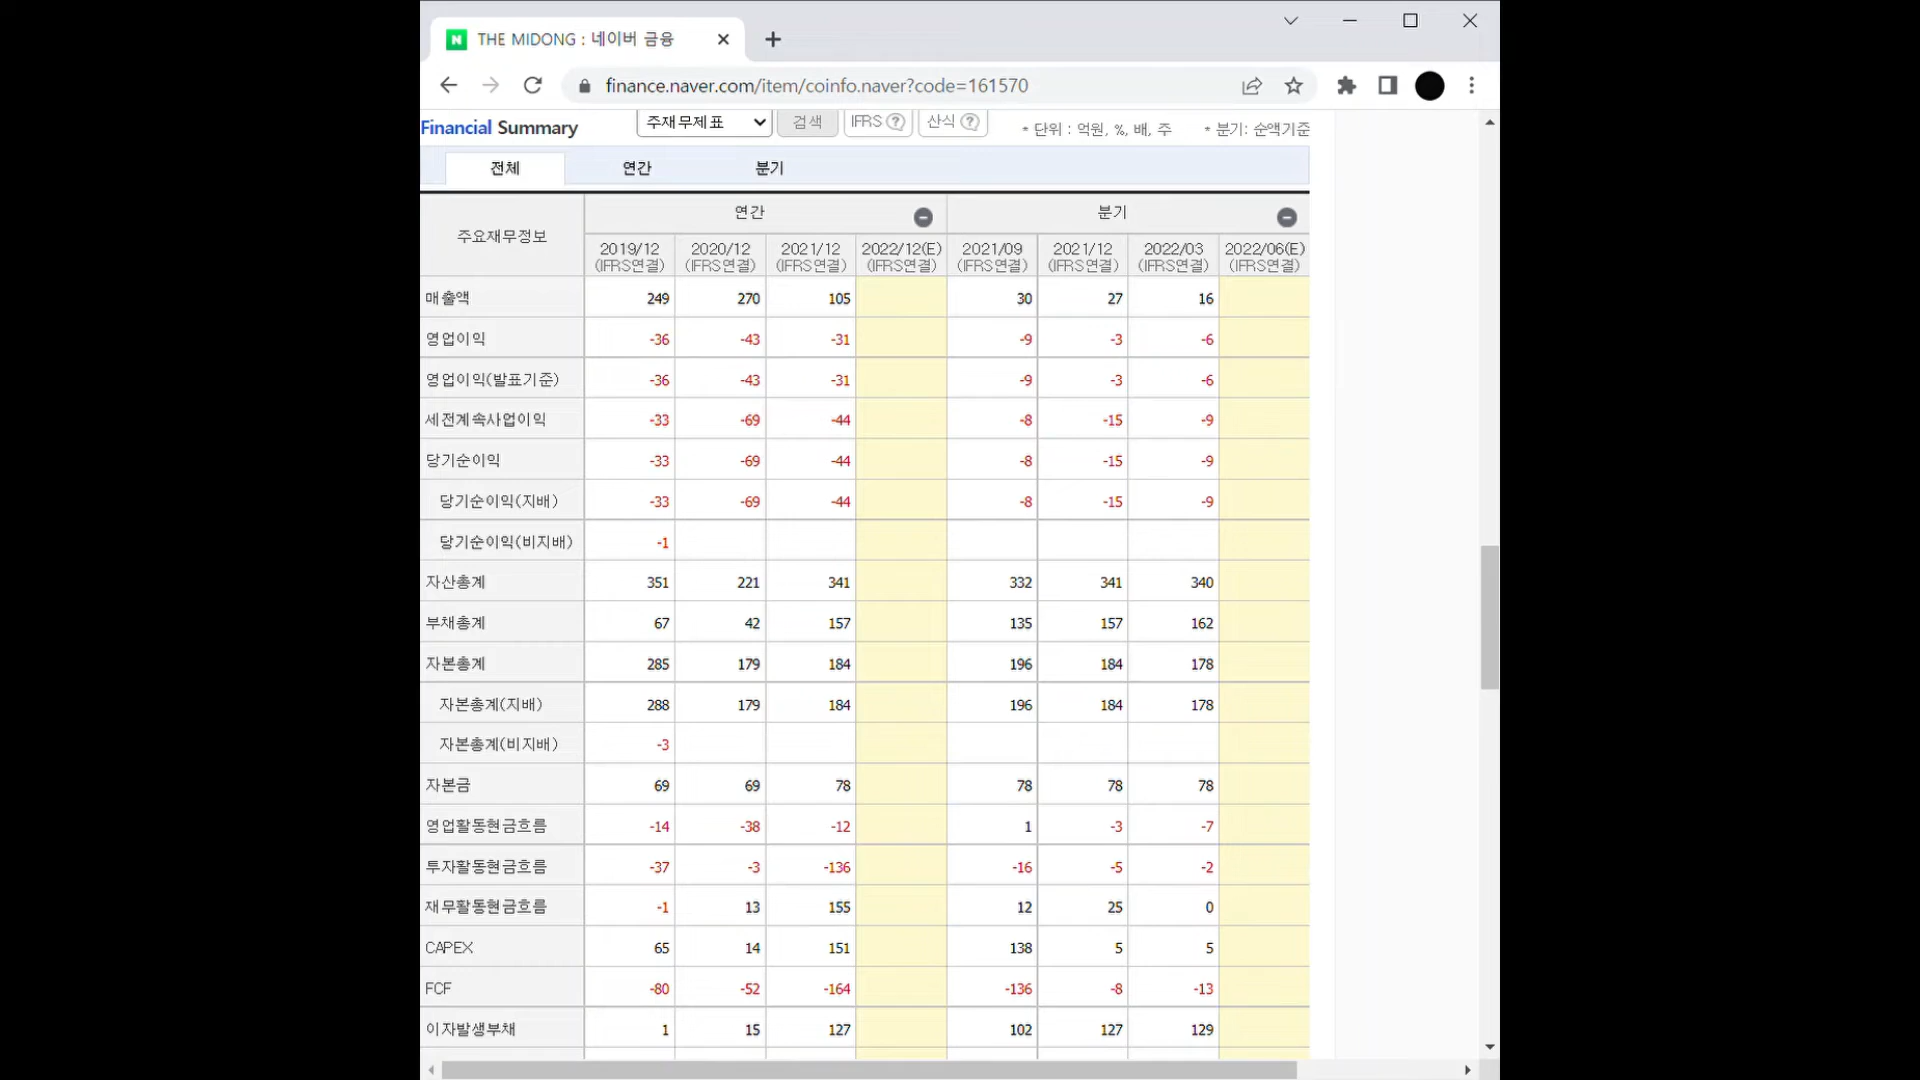 THE MIDONG : 네이버 금융
finance.naver.com/item/coinfo.naver?code=161570
Financial Summary 주재무제표 검색 IFRS ? 산식 ? * 단위 : 억원, %, 배, 주 * 분기: 순액기준
전체 연간 분기
주요재무정보 연간 분기
2019/12 2020/12 2021/12 2022/12(E) 2021/09 2021/12 2022/03 2022/06(E)
(IFRS연결) (IFRS연결) (IFRS연결) (IFRS연결) (IFRS연결) (IFRS연결) (IFRS연결) (IFRS연결)
매출액 249 270 105 30 27 16
영업이익 -36 -43 -31 -9 -3 -6
영업이익(발표기준) -36 -43 -31 -9 -3 -6
세전계속사업이익 -33 -69 -44 -8 -15 -9
당기순이익 -33 -69 -44 -8 -15 -9
당기순이익(지배) -33 -69 -44 -8 -15 -9
당기순이익(비지배) -1
자산총계 351 221 341 332 341 340
부채총계 67 42 157 135 157 162
자본총계 285 179 184 196 184 178
자본총계(지배) 288 179 184 196 184 178
자본총계(비지배) -3
자본금 69 69 78 78 78 78
영업활동현금흐름 -14 -38 -12 1 -3 -7
투자활동현금흐름 -37 -3 -136 -16 -5 -2
재무활동현금흐름 -1 13 155 12 25 0
CAPEX 65 14 151 138 5 5
FCF -80 -52 -164 -136 -8 -13
이자발생부채 1 15 127 102 127 129